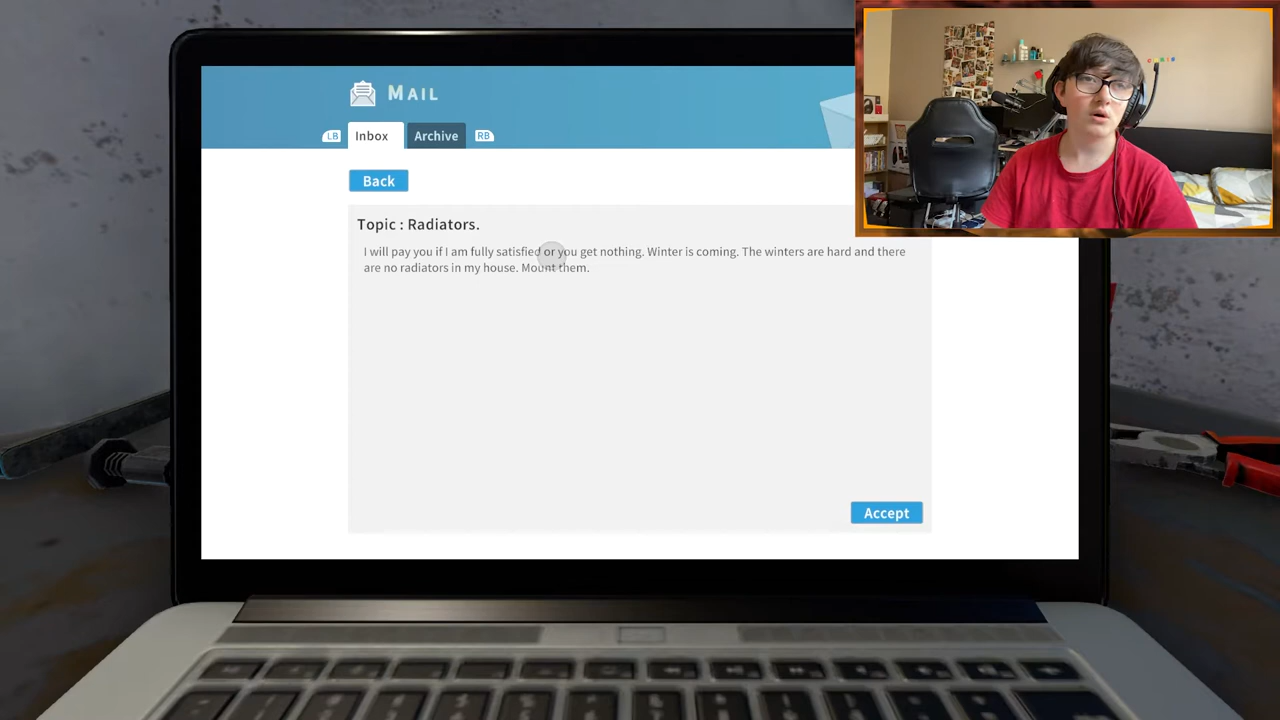 MAIL
LB Inbox Archive RB
Back
Topic : Radiators.
I will pay you if I am fully satisfied or you get nothing. Winter is coming. The winters are hard and there
are no radiators in my house. Mount them.
Accept